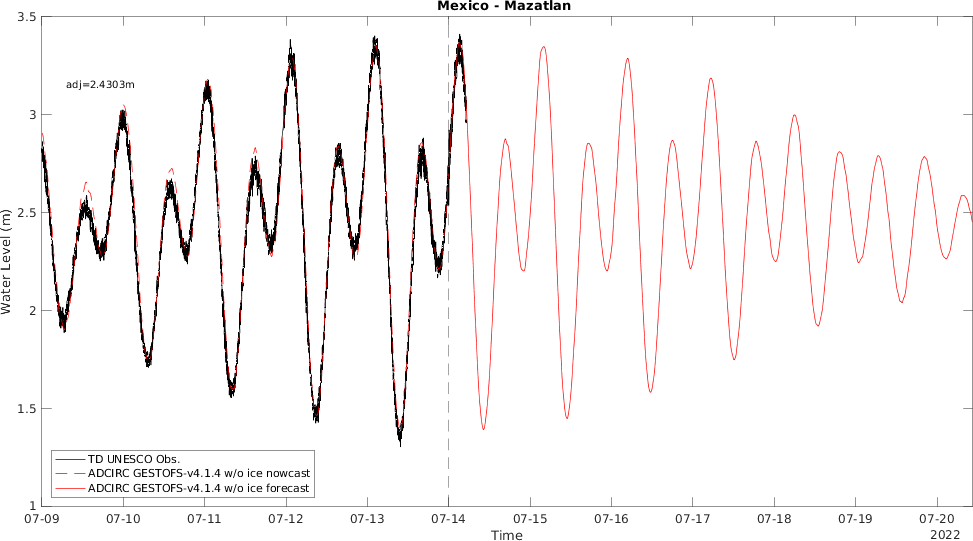 Mexico - Mazatlan
3.5
3
2.5
2
1.5
1
Water Level (m)
adj=2.4303m
TD UNESCO Obs.
ADCIRC GESTOFS-v4.1.4 w/o ice nowcast
ADCIRC GESTOFS-v4.1.4 w/o ice forecast
07-09 07-10 07-11 07-12 07-13 07-14 07-15 07-16 07-17 07-18 07-19 07-20
Time
2022